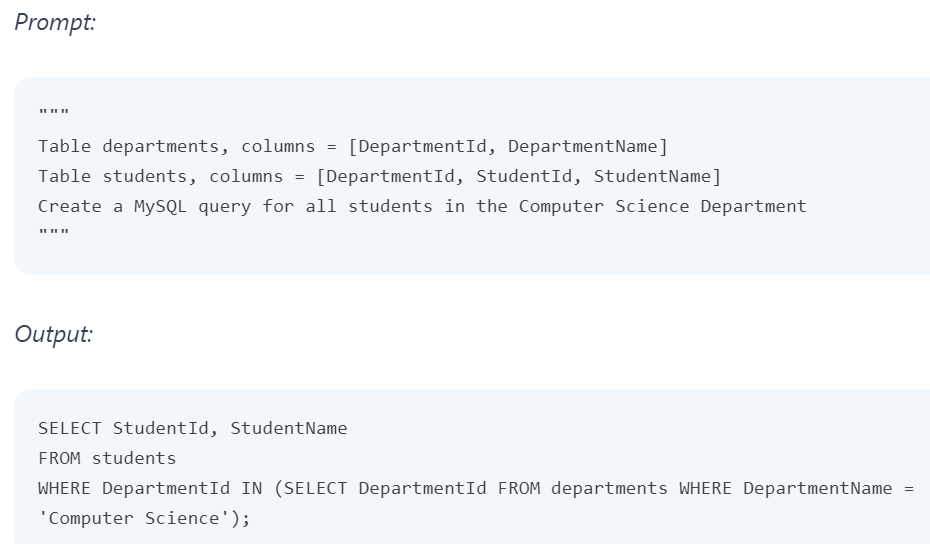 Prompt:
"""
Table departments, columns = [DepartmentId, DepartmentName]
Table students, columns = [DepartmentId, StudentId, StudentName]
Create a MySQL query for all students in the Computer Science Department
"""
Output:
SELECT StudentId, StudentName
FROM students
WHERE DepartmentId IN (SELECT DepartmentId FROM departments WHERE DepartmentName =
'Computer Science');